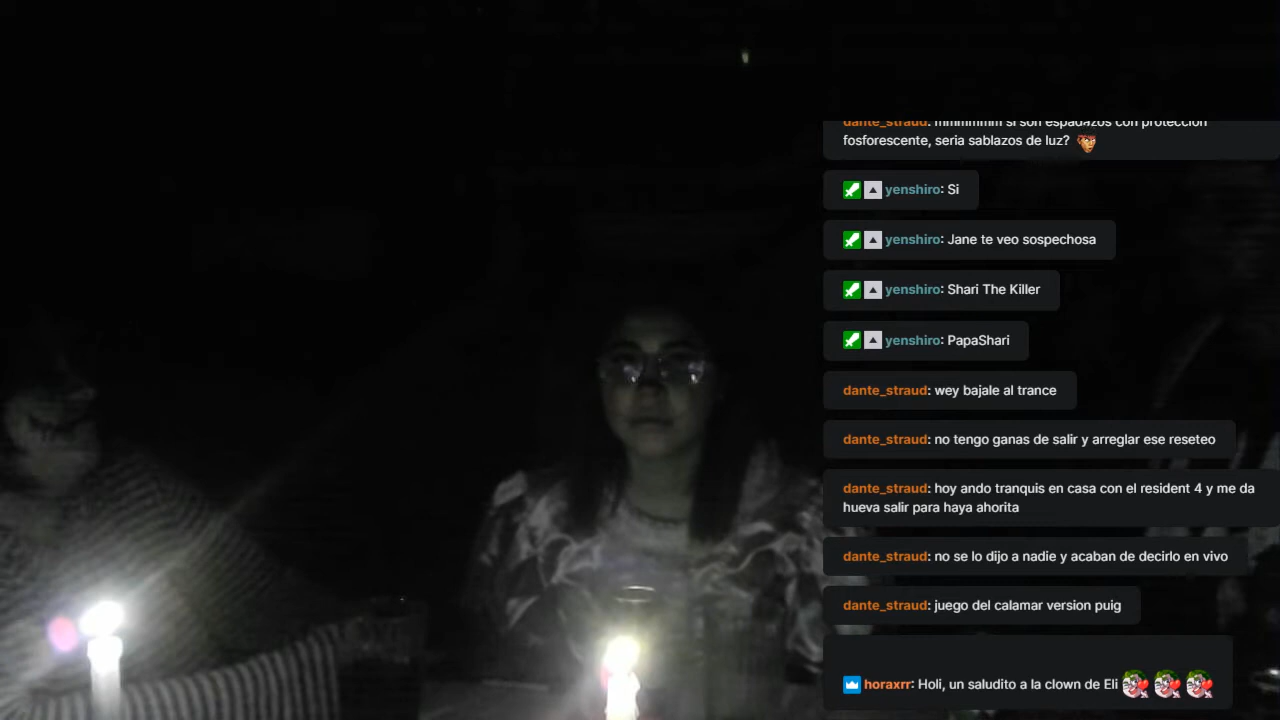 dante_straud: mmmmmmm si son espadazos con protección
fosforescente, seria sablazos de luz?
yenshiro: Si
yenshiro: Jane te veo sospechosa
yenshiro: Shari The Killer
yenshiro: PapaShari
dante_straud: wey bajale al trance
dante_straud: no tengo ganas de salir y arreglar ese reseteo
dante_straud: hoy ando tranquis en casa con el resident 4 y me da
hueva salir para haya ahorita
dante_straud: no se lo dijo a nadie y acaban de decirlo en vivo
dante_straud: juego del calamar version puig
horaxrr: Holi, un saludito a la clown de Eli